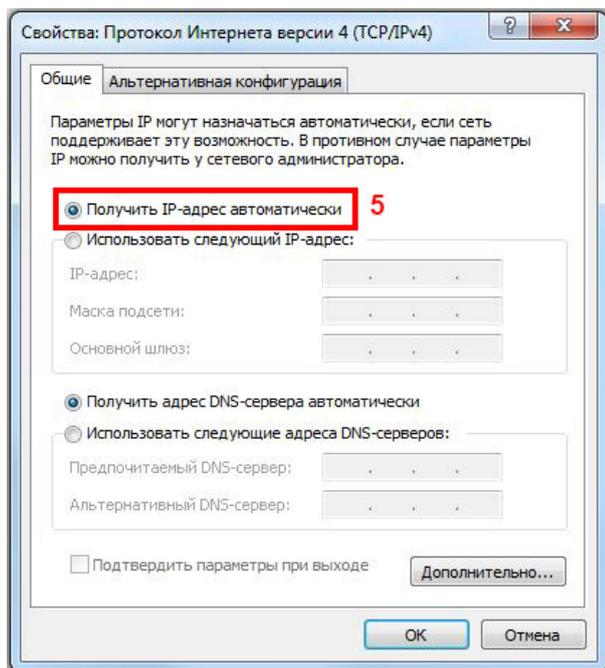 Свойства: Протокол Интернета версии 4 (TCP/IPv4)
Общие
Альтернативная конфигурация
Параметры IP могут назначаться автоматически, если сеть
поддерживает эту возможность. В противном случае параметры
IP можно получить у сетевого администратора.
Получить IP-адрес автоматически 5
Использовать следующий IP-адрес:
IP-адрес: . . .
Маска подсети: . . .
Основной шлюз: . . .
Получить адрес DNS-сервера автоматически
Использовать следующие адреса DNS-серверов:
Предпочитаемый DNS-сервер: . . .
Альтернативный DNS-сервер: . . .
Подтвердить параметры при выходе
Дополнительно...
OK
Отмена